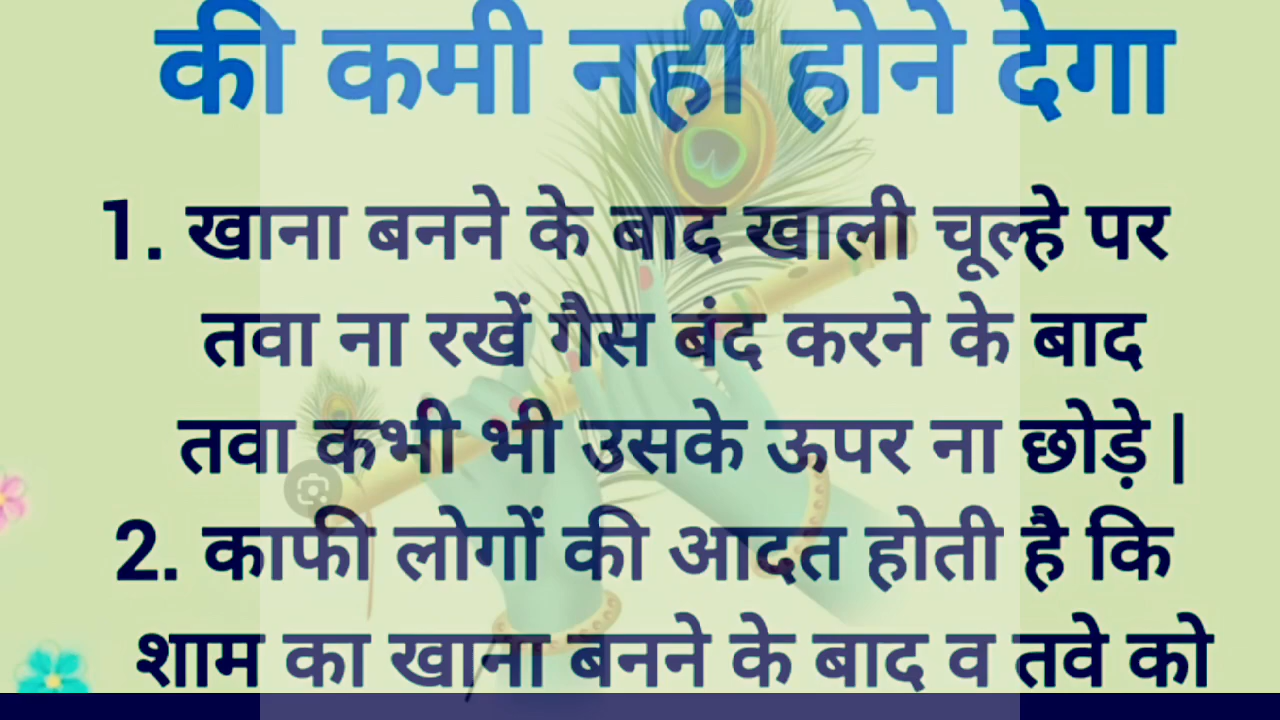 की कमी नहीं होने देगा
1. खाना बनने के बाद खाली चूल्हे पर
तवा ना रखें गैस बंद करने के बाद
तवा कभी भी उसके ऊपर ना छोड़े |
2. काफी लोगों की आदत होती है कि
शाम का खाना बनने के बाद व तवे को